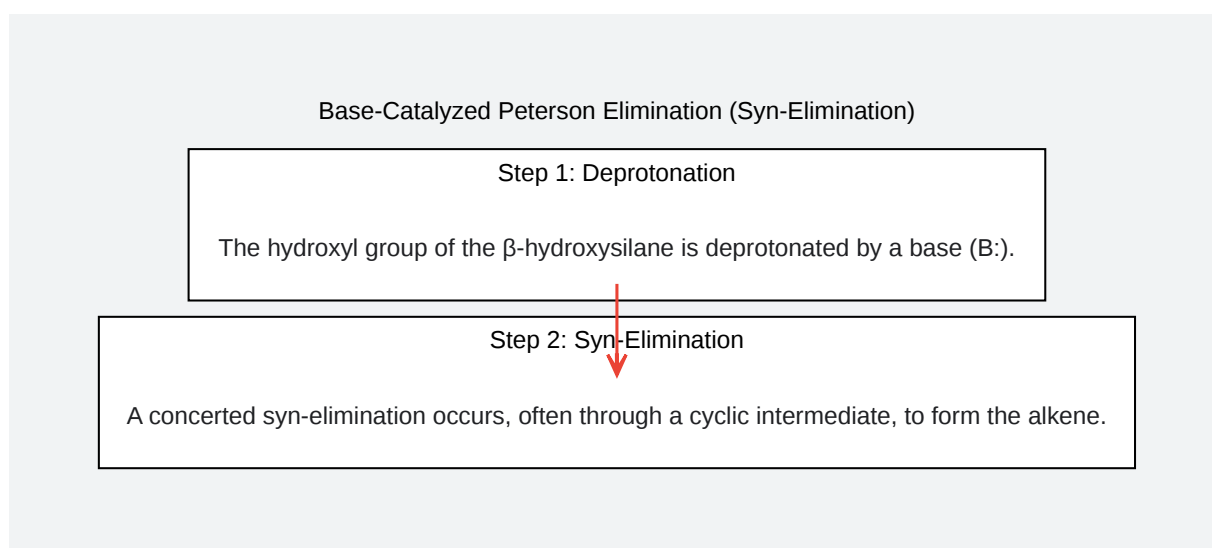 Base-Catalyzed Peterson Elimination (Syn-Elimination)
Step 1: Deprotonation
The hydroxyl group of the β-hydroxysilane is deprotonated by a base (B:).
Step 2: Syn-Elimination
A concerted syn-elimination occurs, often through a cyclic intermediate, to form the alkene.